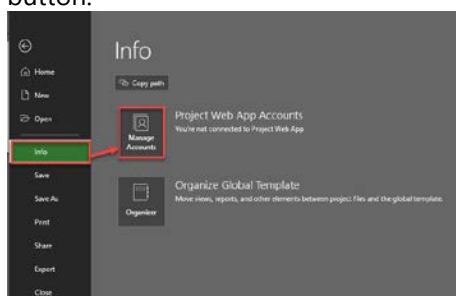 button.
Info
Home
New
Open
Info
Save
Save As
Print
Share
Export
Close
Copy path
Manage
Accounts
Project Web App Accounts
You're not connected to Project Web App
Organizer
Organize Global Template
Move views, reports, and other elements between project files and the global template.